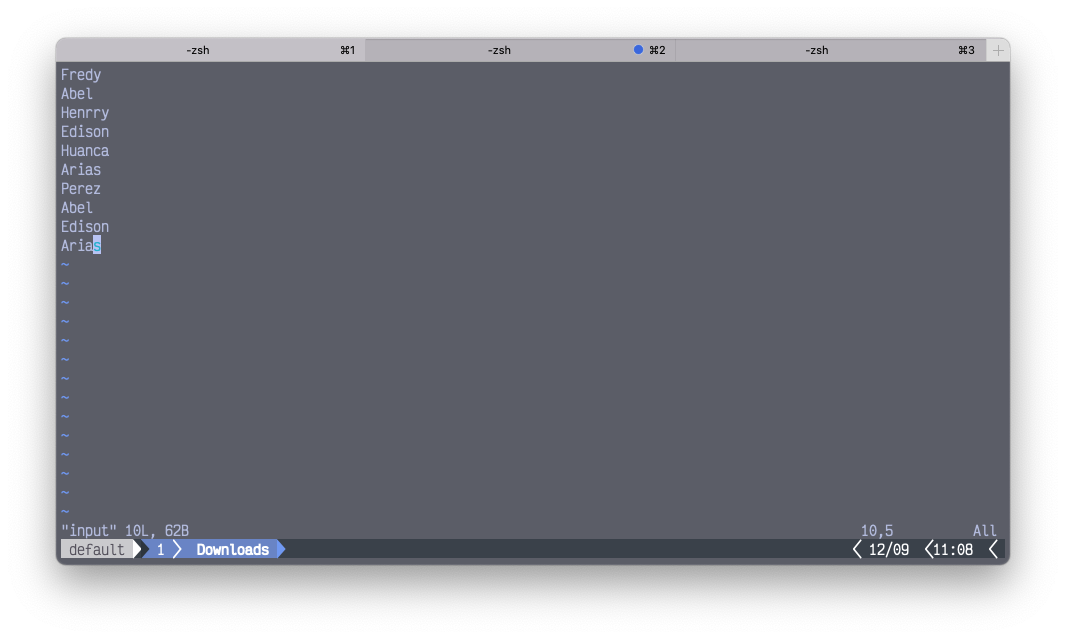 -zsh ⌘1 -zsh ⌘2 -zsh ⌘3 +
Fredy
Abel
Henrry
Edison
Huanca
Arias
Perez
Abel
Edison
Arias
~
~
~
~
~
~
~
~
~
~
~
~
~
~
"input" 10L, 62B 10,5 All
default 1 Downloads 12/09 11:08